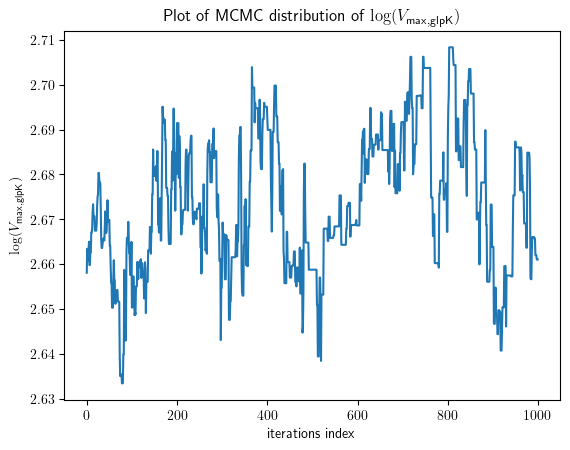 Plot of MCMC distribution of log(V_max,glpK)
2.71
2.70
2.69
2.68
2.67
2.66
2.65
2.64
2.63
log(V_max,glpK)
0 200 400 600 800 1000
iterations index